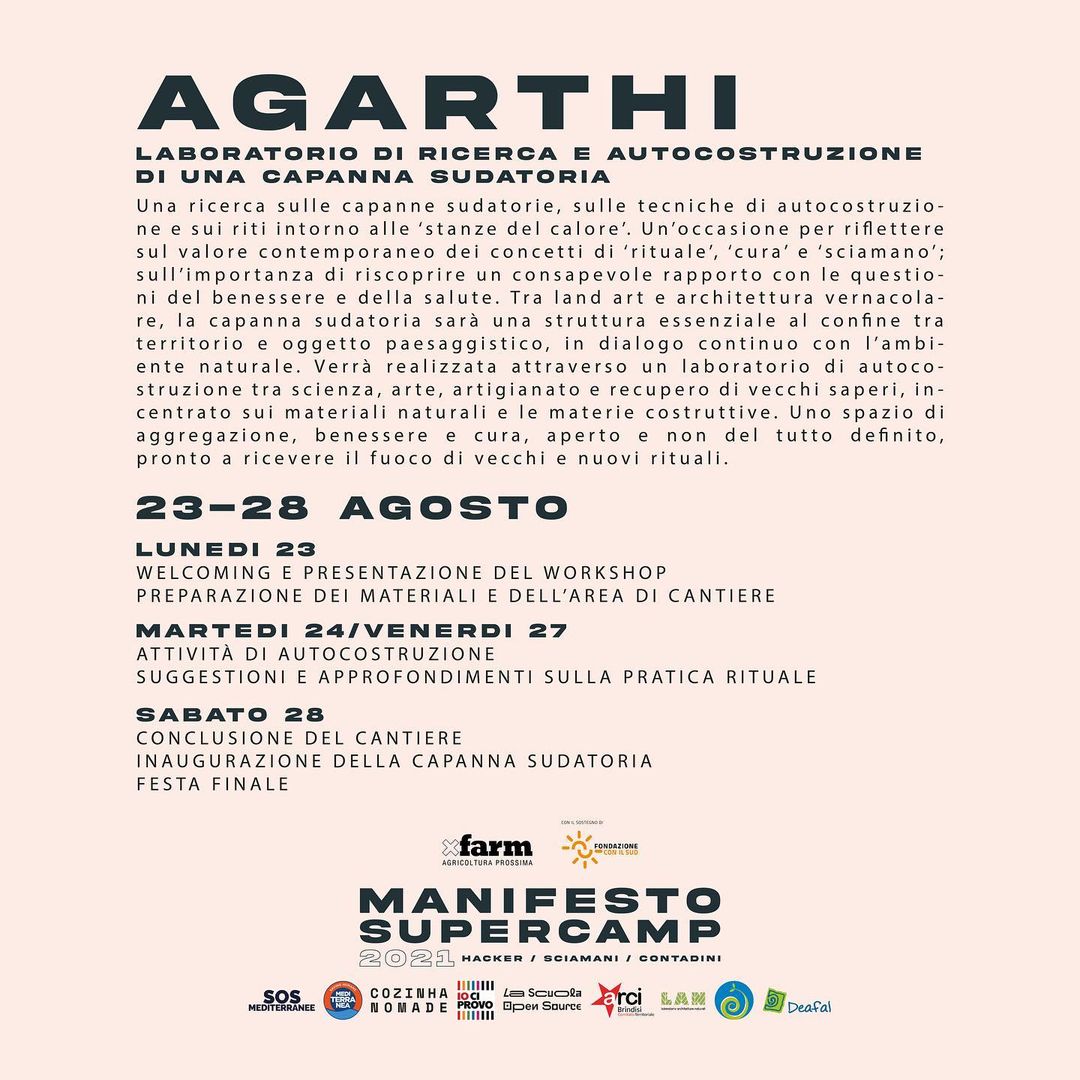 AGARTHI
LABORATORIO DI RICERCA E AUTOCOSTRUZIONE
DI UNA CAPANNA SUDATORIA
Una ricerca sulle capanne sudatorie, sulle tecniche di autocostruzio-
ne e sui riti intorno alle ‘stanze del calore’. Un’occasione per riflettere
sul valore contemporaneo dei concetti di ‘rituale’, ‘cura’ e ‘sciamano’;
sull’importanza di riscoprire un consapevole rapporto con le questio-
ni del benessere e della salute. Tra land art e architettura vernacola-
re, la capanna sudatoria sarà una struttura essenziale al confine tra
territorio e oggetto paesaggistico, in dialogo continuo con l’ambi-
ente naturale. Verrà realizzata attraverso un laboratorio di autoco-
struzione tra scienza, arte, artigianato e recupero di vecchi saperi, in-
centrato sui materiali naturali e le materie costruttive. Uno spazio di
aggregazione, benessere e cura, aperto e non del tutto definito,
pronto a ricevere il fuoco di vecchi e nuovi rituali.
23-28 AGOSTO
LUNEDI 23
WELCOMING E PRESENTAZIONE DEL WORKSHOP
PREPARAZIONE DEI MATERIALI E DELL’AREA DI CANTIERE
MARTEDI 24/VENERDI 27
ATTIVITÀ DI AUTOCOSTRUZIONE
SUGGESTIONI E APPROFONDIMENTI SULLA PRATICA RITUALE
SABATO 28
CONCLUSIONE DEL CANTIERE
INAUGURAZIONE DELLA CAPANNA SUDATORIA
FESTA FINALE
xfarm
AGRICOLTURA PROSSIMA
CON IL SOSTEGNO DI
FONDAZIONE
CON IL SUD
MANIFESTO
SUPERCAMP
2021 HACKER / SCIAMANI / CONTADINI
SOS
MEDITERRANEE
MEDI
TERRA
NEA
COZINHA
NOMADE
IO CI
PROVO
La Scuola
Open Source
arci
Brindisi
Comitato Territoriale
LAN
Deafal